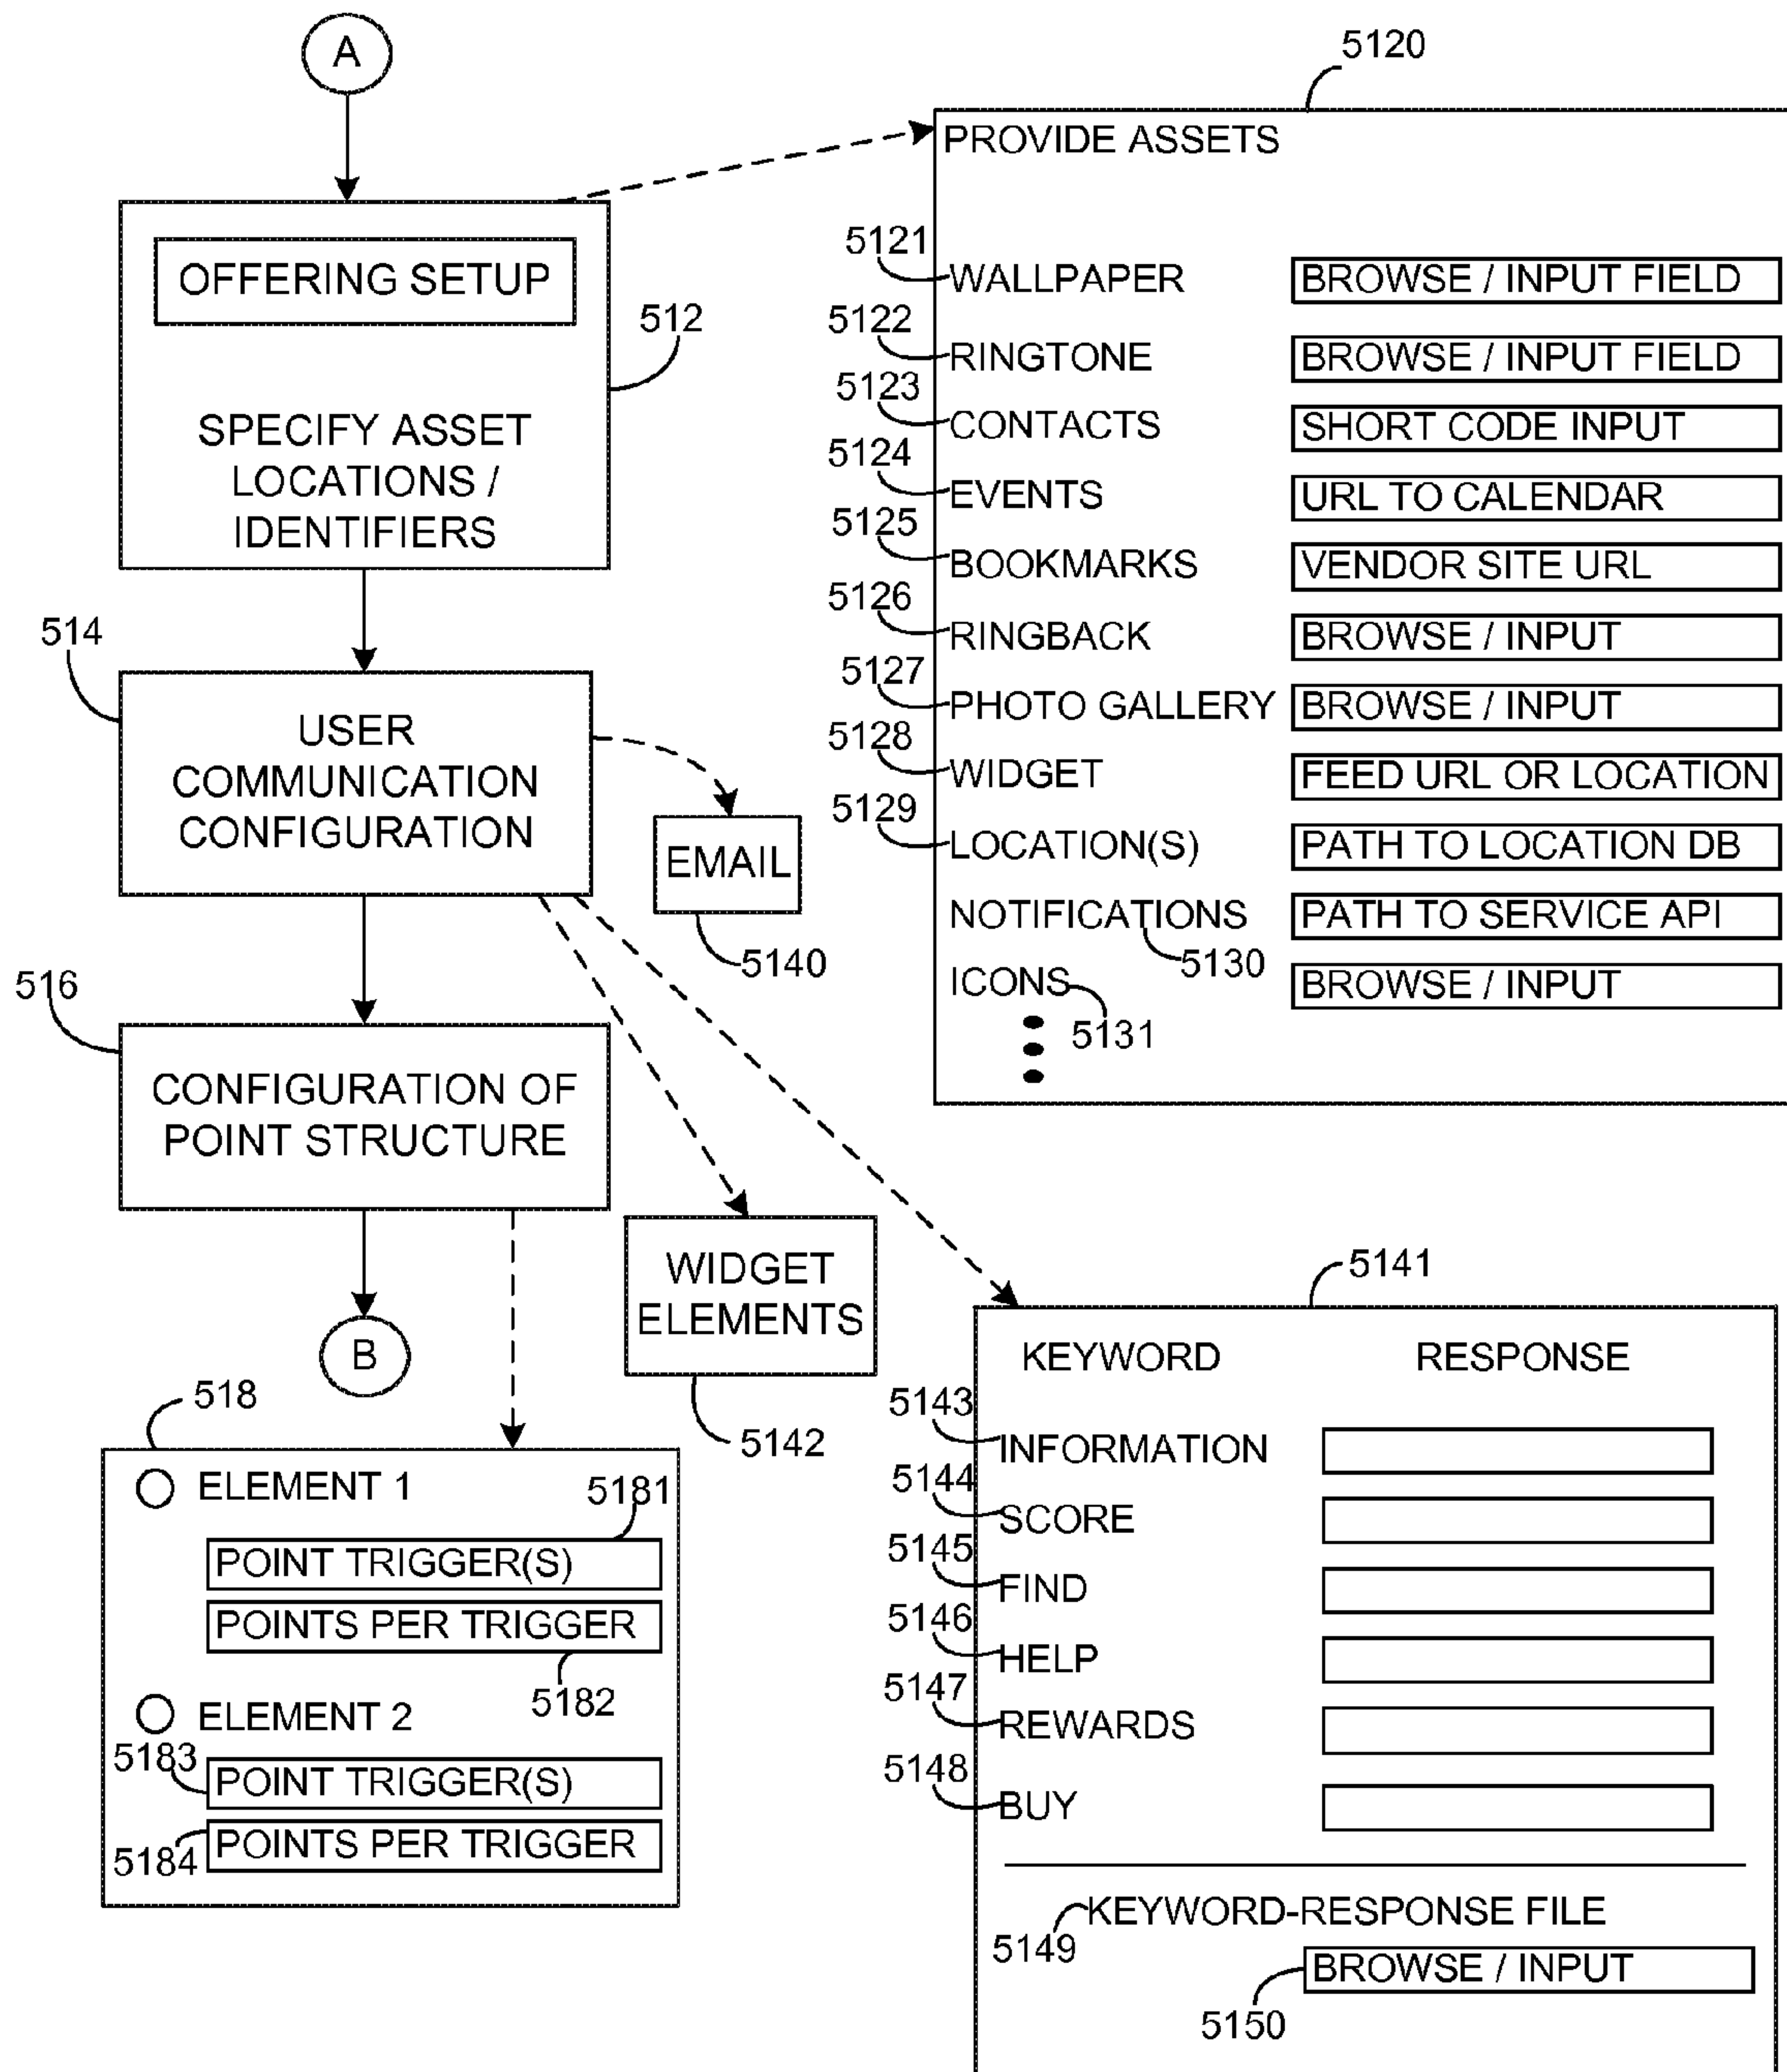 A
OFFERING SETUP
512
SPECIFY ASSET
LOCATIONS /
IDENTIFIERS
514
USER
COMMUNICATION
CONFIGURATION
EMAIL
5140
516
CONFIGURATION OF
POINT STRUCTURE
B
WIDGET
ELEMENTS
5142
518
ELEMENT 1
5181
POINT TRIGGER(S)
POINTS PER TRIGGER
5182
ELEMENT 2
5183
POINT TRIGGER(S)
5184
POINTS PER TRIGGER
5120
PROVIDE ASSETS
5121
WALLPAPER BROWSE / INPUT FIELD
5122
RINGTONE BROWSE / INPUT FIELD
5123
CONTACTS SHORT CODE INPUT
5124
EVENTS URL TO CALENDAR
5125
BOOKMARKS VENDOR SITE URL
5126
RINGBACK BROWSE / INPUT
5127
PHOTO GALLERY BROWSE / INPUT
5128
WIDGET FEED URL OR LOCATION
5129
LOCATION(S) PATH TO LOCATION DB
NOTIFICATIONS PATH TO SERVICE API
5130
ICONS BROWSE / INPUT
5131
5141
KEYWORD RESPONSE
5143
INFORMATION
5144
SCORE
5145
FIND
5146
HELP
5147
REWARDS
5148
BUY
KEYWORD-RESPONSE FILE
5149
BROWSE / INPUT
5150